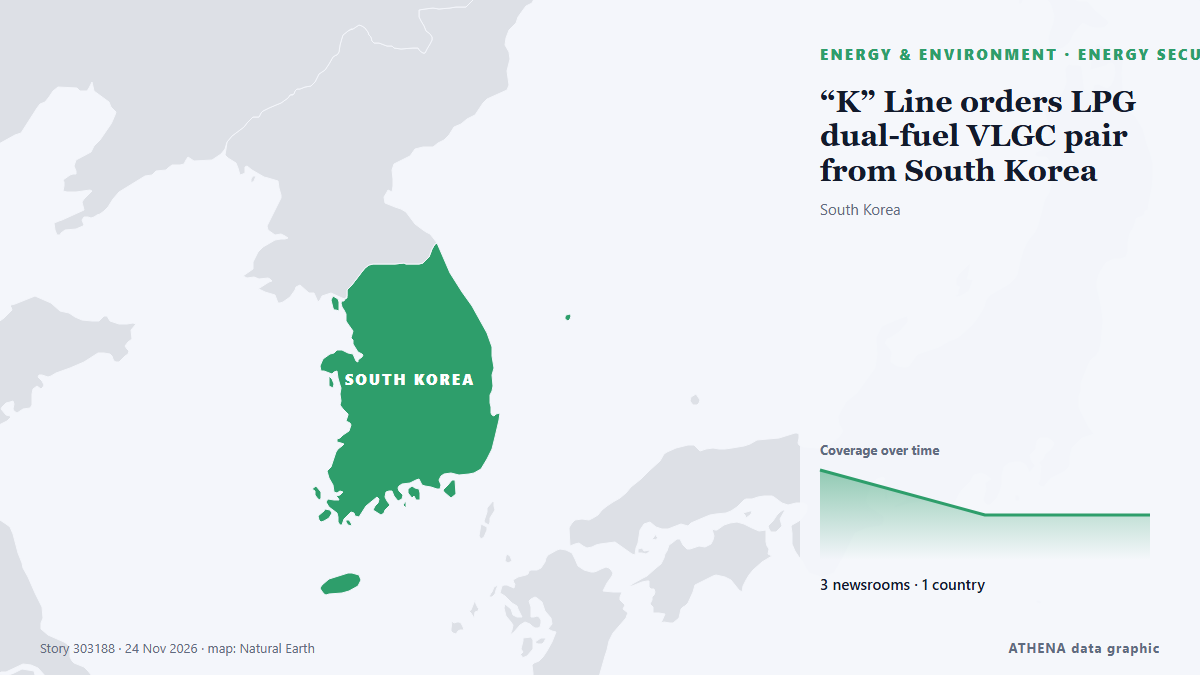 ENERGY & ENVIRONMENT · ENERGY SECU
“K” Line orders LPG
dual-fuel VLGC pair
from South Korea
South Korea
SOUTH KOREA
Coverage over time
3 newsrooms · 1 country
Story 303188 · 24 Nov 2026 · map: Natural Earth
ATHENA data graphic